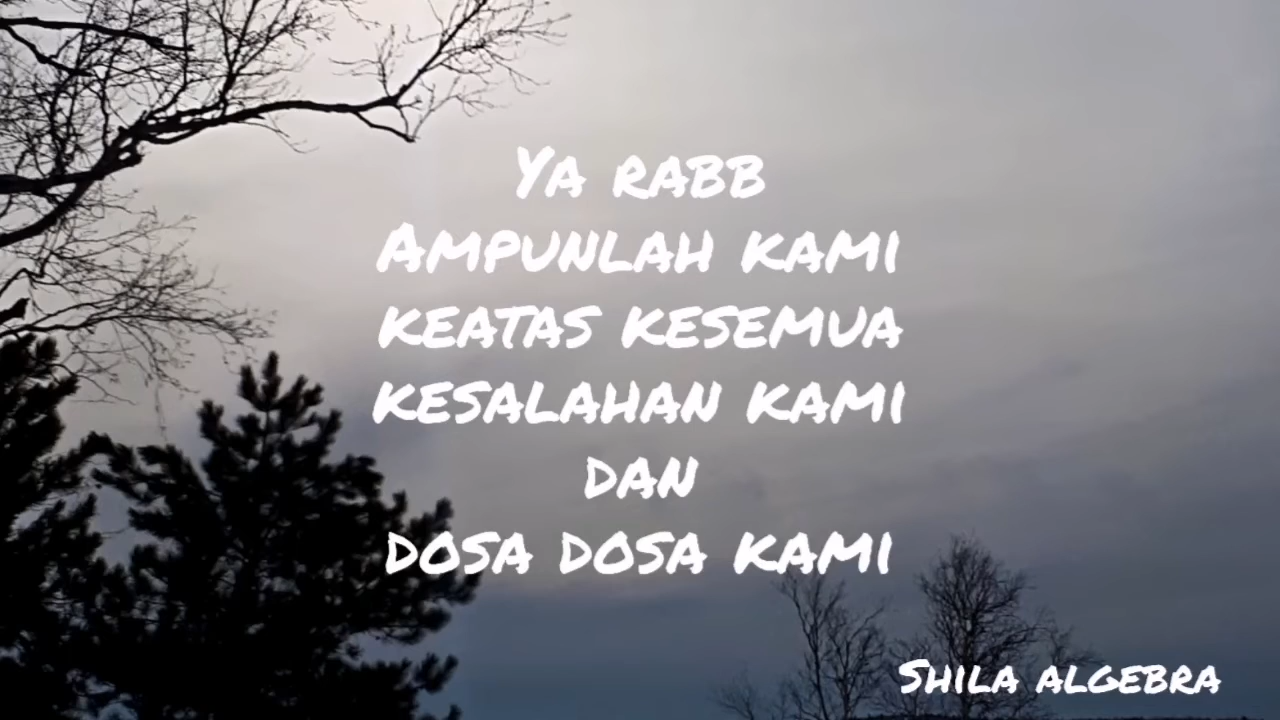 Ya rabb
Ampunlah kami
keatas kesemua
kesalahan kami
dan
dosa dosa kami
Shila algebra